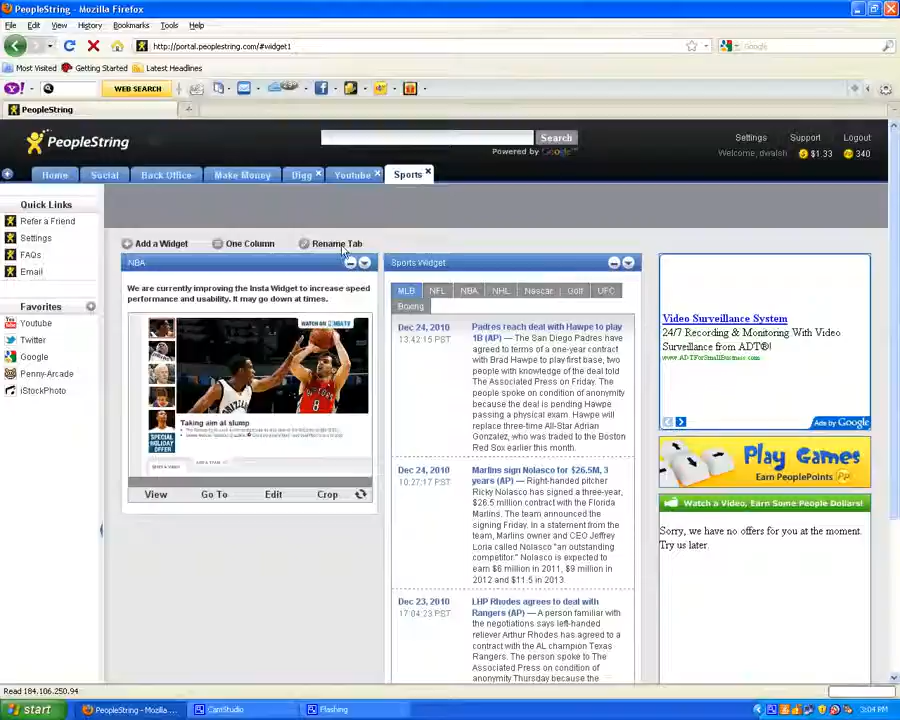 PeopleString - Mozilla Firefox
File Edit View History Bookmarks Tools Help
http://portal.peoplestring.com/#widget1
Google
Most Visited Getting Started Latest Headlines
WEB SEARCH
PeopleString
PeopleString
Search
Powered by Google
Settings Support Logout
Welcome, dwalsh $1.33 340
Home Social Back Office Make Money Digg Youtube Sports
Quick Links
Refer a Friend
Settings
FAQs
Email
Favorites
Youtube
Twitter
Google
Penny-Arcade
iStockPhoto
Add a Widget One Column Rename Tab
NBA
We are currently improving the Insta Widget to increase speed
performance and usability. It may go down at times.
WATCH ON NBA TV
Taking aim at slump
SPECIAL
HOLIDAY
OFFER
View Go To Edit Crop
Sports Widget
MLB NFL NBA NHL Nascar Golf UFC
Boxing
Dec 24, 2010
13:42:15 PST
Padres reach deal with Hawpe to play
1B (AP) — The San Diego Padres have
agreed to terms of a one-year contract
with Brad Hawpe to play first base, two
people with knowledge of the deal told
The Associated Press on Friday. The
people spoke on condition of anonymity
because the deal is pending Hawpe
passing a physical exam. Hawpe will
replace three-time All-Star Adrian
Gonzalez, who was traded to the Boston
Red Sox earlier this month.
Dec 24, 2010
10:27:17 PST
Marlins sign Nolasco for $26.5M, 3
years (AP) — Right-handed pitcher
Ricky Nolasco has signed a three-year,
$26.5 million contract with the Florida
Marlins. The team announced the
signing Friday. In a statement from the
team, Marlins owner and CEO Jeffrey
Loria called Nolasco "an outstanding
competitor." Nolasco is expected to
earn $6 million in 2011, $9 million in
2012 and $11.5 in 2013.
Dec 23, 2010
17:04:23 PST
LHP Rhodes agrees to deal with
Rangers (AP) — A person familiar with
the negotiations says left-handed
reliever Arthur Rhodes has agreed to a
contract with the AL champion Texas
Rangers. The person spoke to The
Associated Press on condition of
anonymity Thursday because the
Video Surveillance System
24/7 Recording & Monitoring With Video
Surveillance from ADT®!
www.ADTForSmallBusiness.com
Ads by Google
Play Games
Earn PeoplePoints PP
Watch a Video, Earn Some People Dollars!
Sorry, we have no offers for you at the moment.
Try us later.
Read 184.106.250.94
start PeopleString - Mozilla ... CamStudio Flashing 3:04 PM